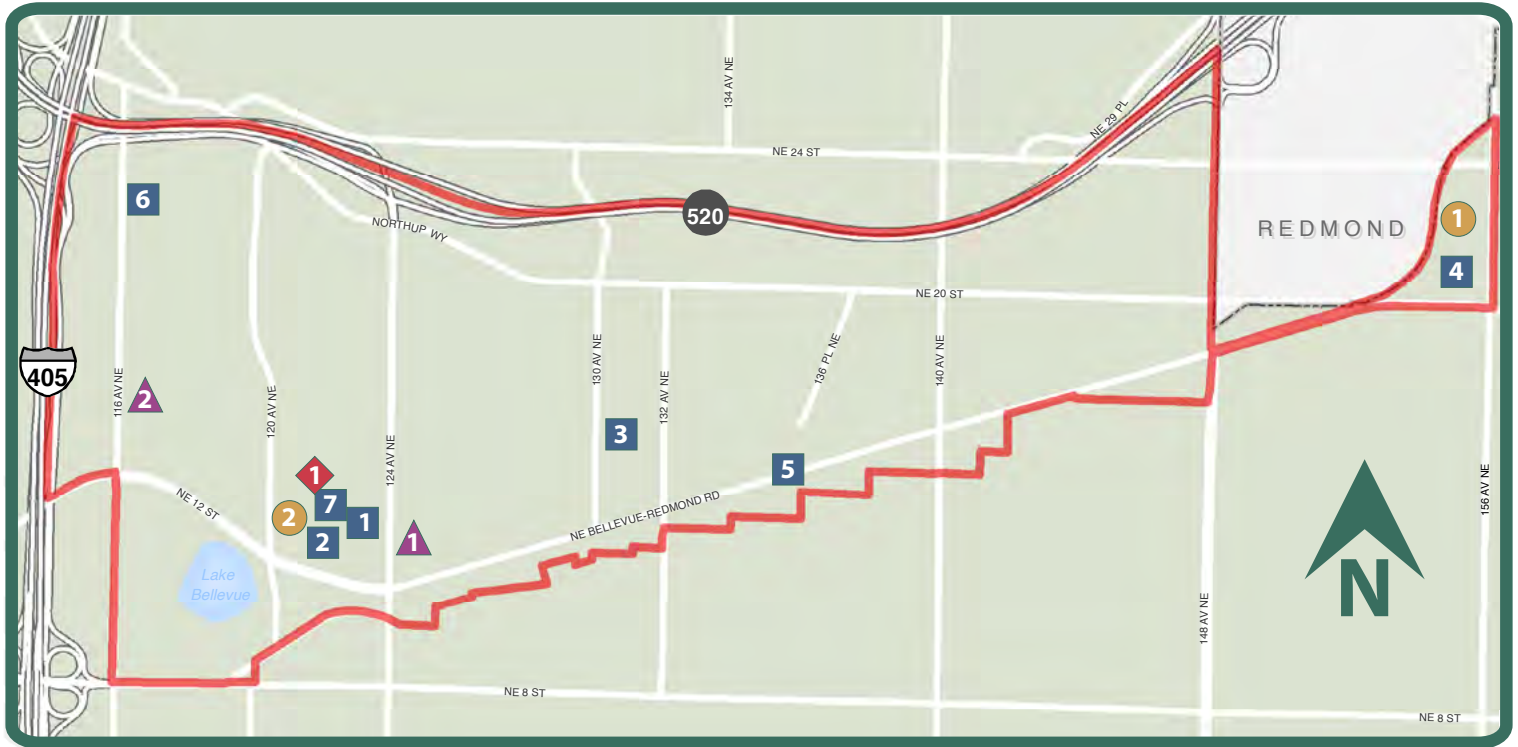 134 AV NE
NE 29 PL
NE 24 ST
6
520
REDMOND
1
NORTHUP WY
4
NE 20 ST
405
116 AV NE
2
120 AV NE
130 AV NE
132 AV NE
136 PL NE
140 AV NE
3
124 AV NE
1
5
7
NE 12 ST
2
1
NE BELLEVUE-REDMOND RD
156 AV NE
2
1
Lake
Bellevue
N
148 AV NE
NE 8 ST
NE 8 ST